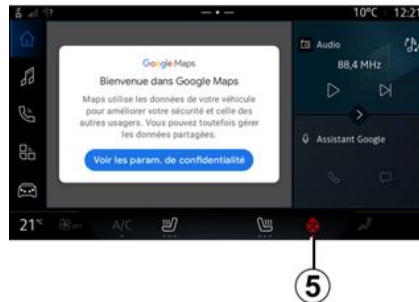 10°C 12:21
Google Maps
Bienvenue dans Google Maps
Maps utilise les données de votre véhicule
pour améliorer votre sécurité et celle des
autres usagers. Vous pouvez toutefois gérer
les données partagées.
Voir les param. de confidentialité
Audio
88,4 MHz
Assistant Google
21°C
OFF
A/C
5